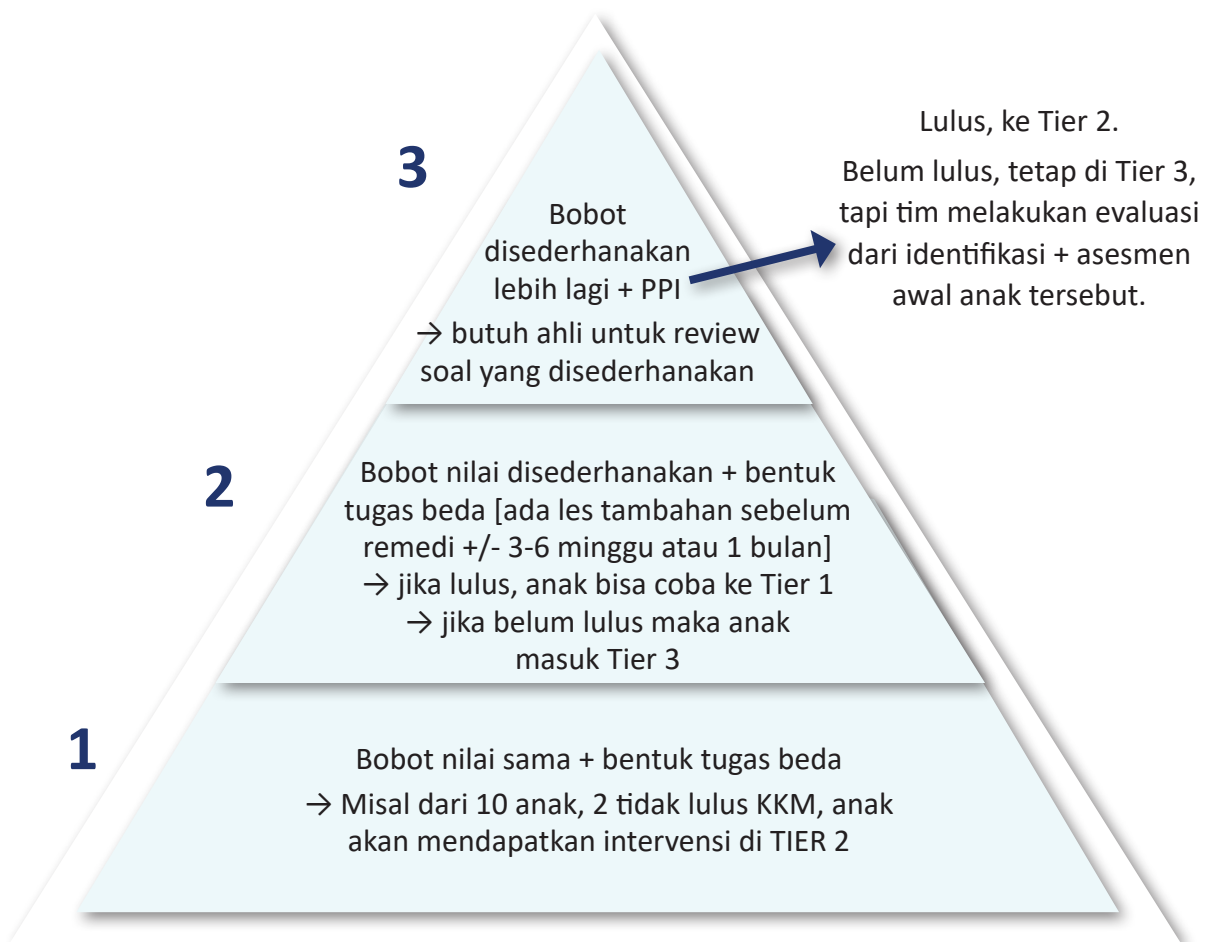 3
Bobot
disederhanakan
lebih lagi + PPI
→ butuh ahli untuk review
soal yang disederhanakan
Lulus, ke Tier 2.
Belum lulus, tetap di Tier 3,
tapi tim melakukan evaluasi
dari identifikasi + asesmen
awal anak tersebut.
2
Bobot nilai disederhanakan + bentuk
tugas beda [ada les tambahan sebelum
remedi +/- 3-6 minggu atau 1 bulan]
→ jika lulus, anak bisa coba ke Tier 1
→ jika belum lulus maka anak
masuk Tier 3
1
Bobot nilai sama + bentuk tugas beda
→ Misal dari 10 anak, 2 tidak lulus KKM, anak
akan mendapatkan intervensi di TIER 2